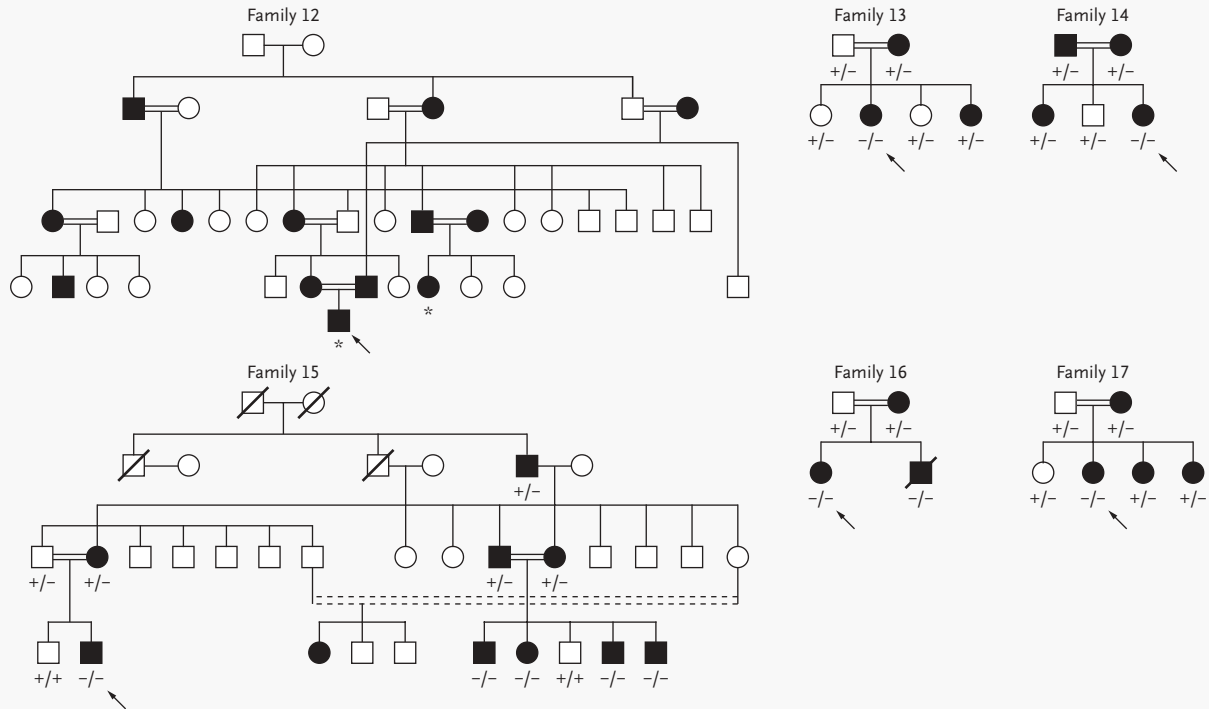 Family 12
Family 13
Family 14
+/– +/–
+/– +/–
+/– –/– +/– +/–
+/– +/– –/–
*
*
Family 15
Family 16
Family 17
+/– +/–
+/– +/–
+/–
–/– –/–
+/– –/– +/– +/–
+/– +/–
+/– +/–
+/+ –/–
–/– –/– +/+ –/– –/–